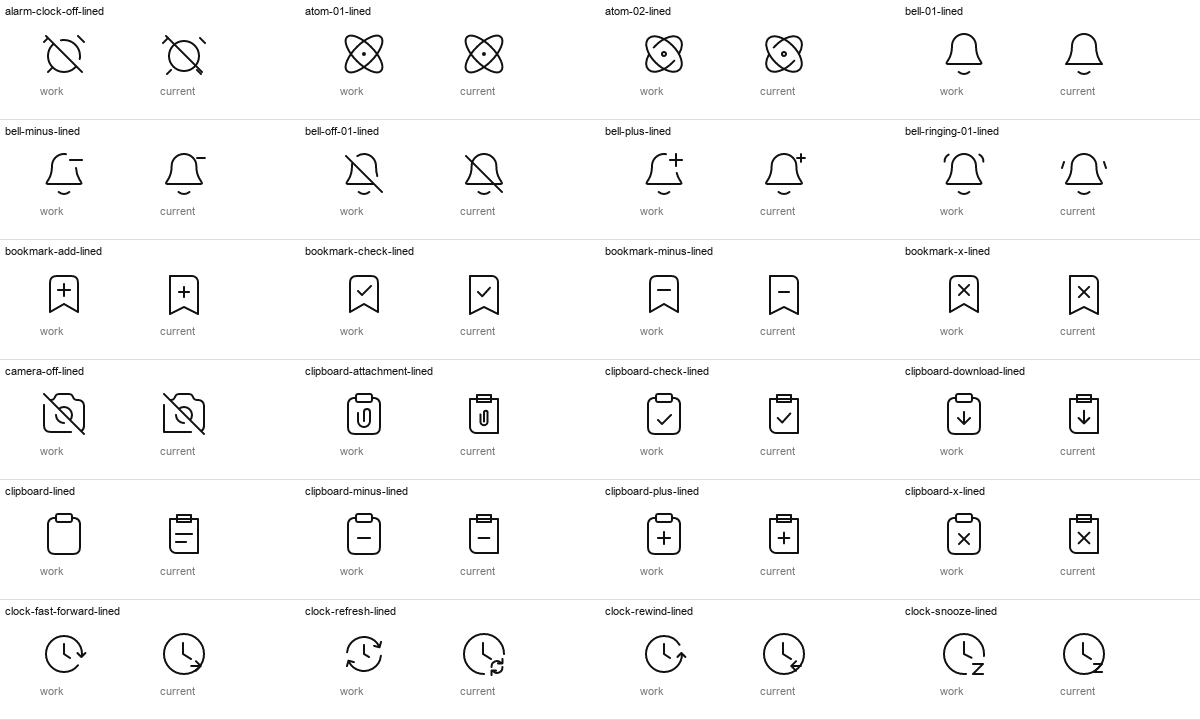 alarm-clock-off-lined atom-01-lined atom-02-lined bell-01-lined
work current work current work current work current
bell-minus-lined bell-off-01-lined bell-plus-lined bell-ringing-01-lined
work current work current work current work current
bookmark-add-lined bookmark-check-lined bookmark-minus-lined bookmark-x-lined
work current work current work current work current
camera-off-lined clipboard-attachment-lined clipboard-check-lined clipboard-download-lined
work current work current work current work current
clipboard-lined clipboard-minus-lined clipboard-plus-lined clipboard-x-lined
work current work current work current work current
clock-fast-forward-lined clock-refresh-lined clock-rewind-lined clock-snooze-lined
work current work current work current work current